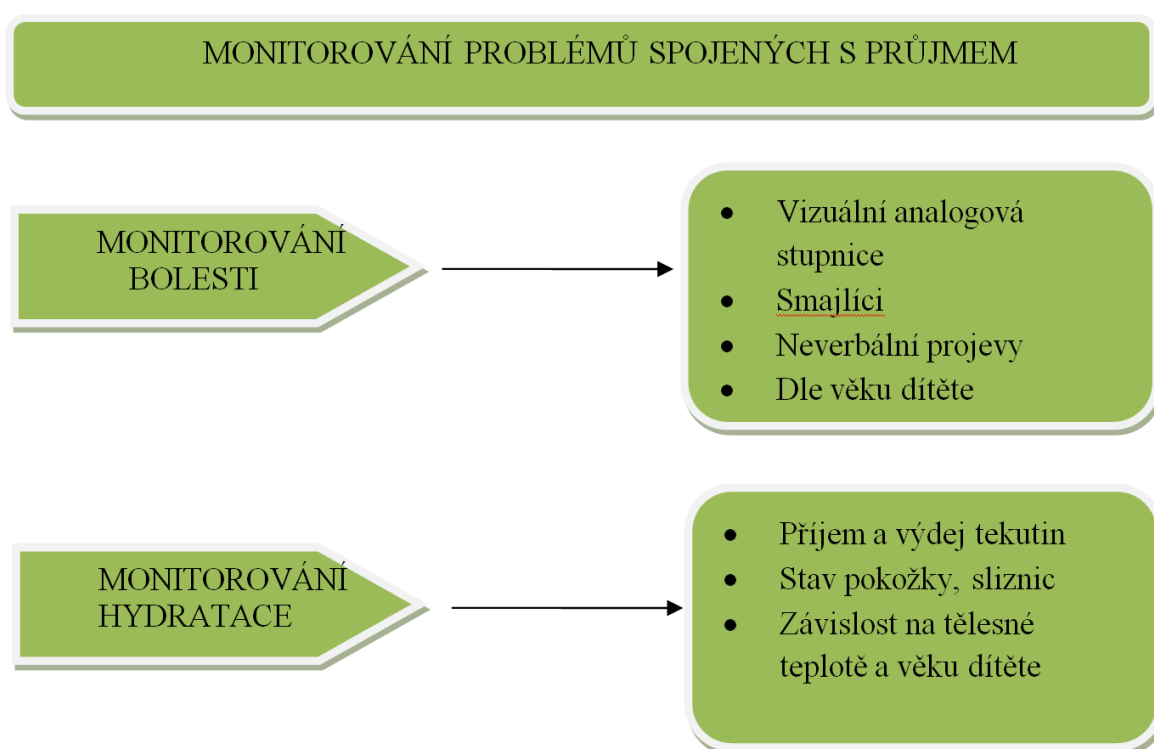 MONITOROVÁNÍ PROBLÉMŮ SPOJENÝCH S PRŮJMEM
MONITOROVÁNÍ
BOLESTI
• Vizuální analogová
stupnice
• Smajlíci
• Neverbální projevy
• Dle věku dítěte
MONITOROVÁNÍ
HYDRATACE
• Příjem a výdej tekutin
• Stav pokožky, sliznic
• Závislost na tělesné
teplotě a věku dítěte